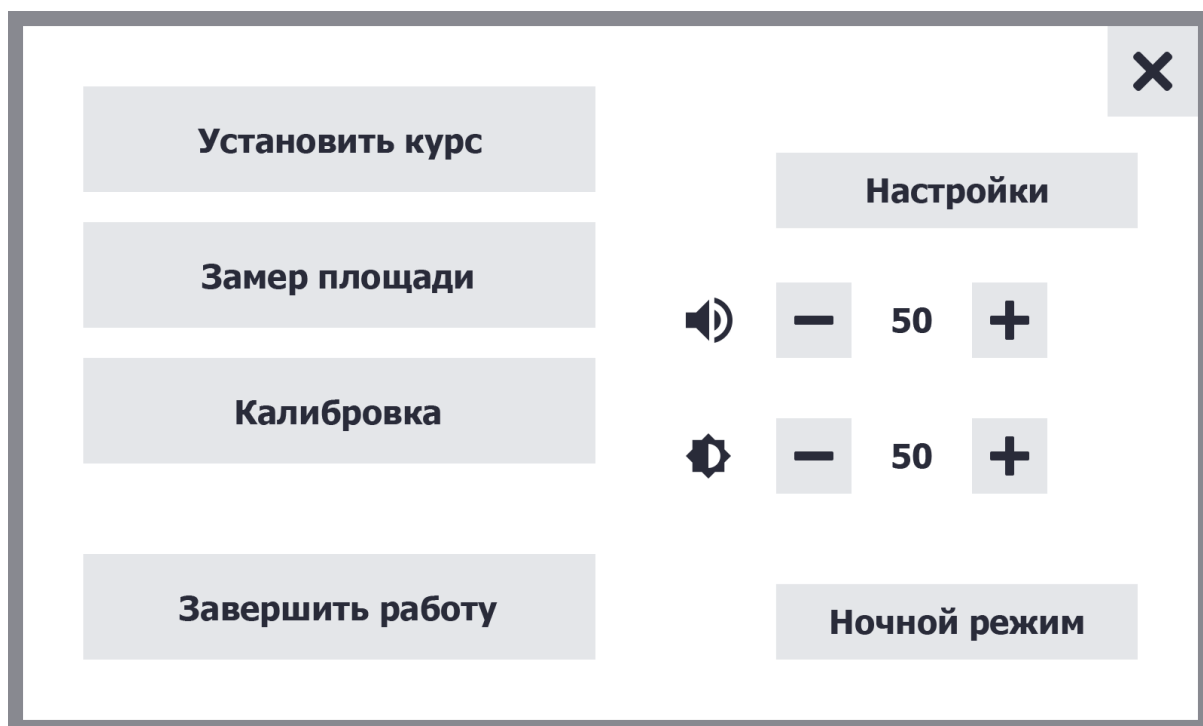 Установить курс
Замер площади
Калибровка
Завершить работу
Настройки
50
50
Ночной режим